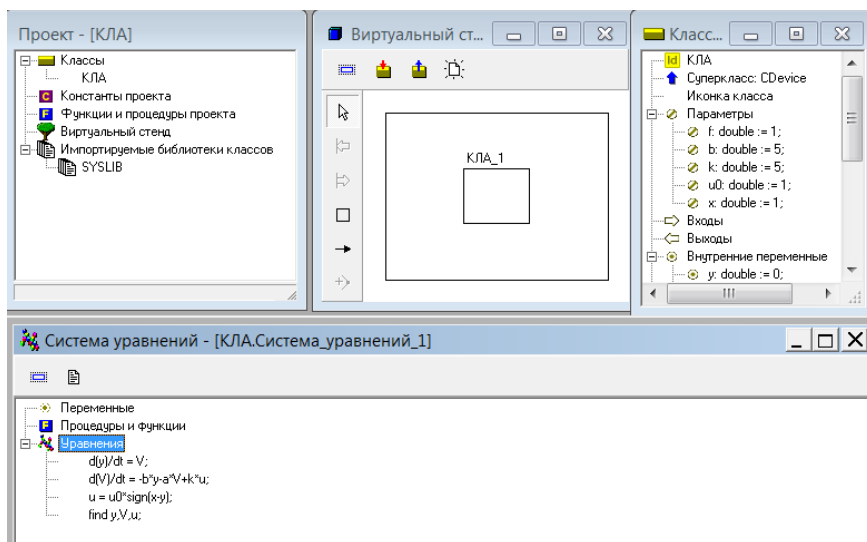 Проект - [КЛА]
Классы
КЛА
Константы проекта
Функции и процедуры проекта
Виртуальный стенд
Импортируемые библиотеки классов
SYSLIB
Виртуальный ст...
КЛА_1
Класс...
КЛА
Суперкласс: CDevice
Иконка класса
Параметры
f: double := 1;
b: double := 5;
k: double := 5;
u0: double := 1;
x: double := 1;
Входы
Выходы
Внутренние переменные
y: double := 0;
Система уравнений - [КЛА.Система_уравнений_1]
Переменные
Процедуры и функции
Уравнения
d(y)/dt = V;
d(V)/dt = -b*y-a*V+k*u;
u = u0*sign(x-y);
find y,V,u;